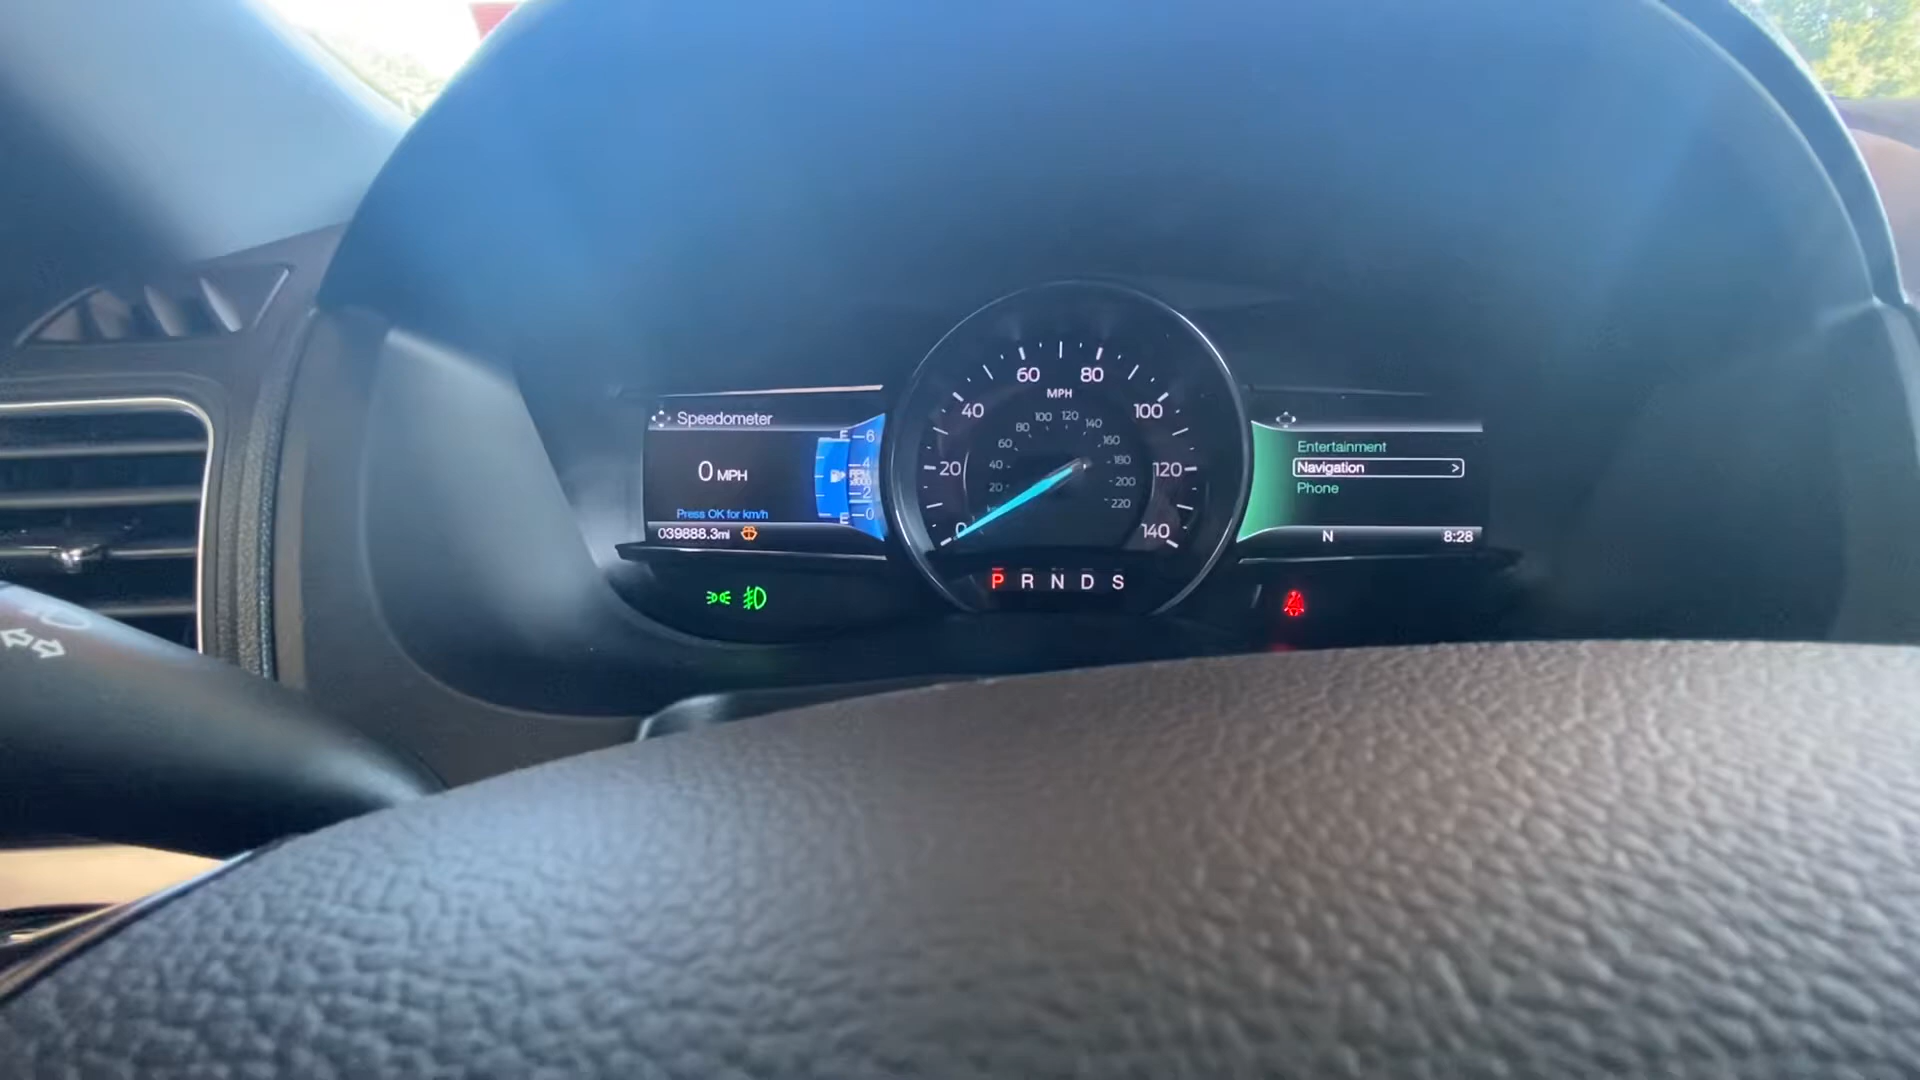 Speedometer
0 MPH
Press OK for km/h
039888.3mi
E
E
6
4
RPM
x1000
2
0
0
20
40
60
80
100
120
140
MPH
20
40
60
80
100
120
140
160
180
200
220
P R N D S
Entertainment
Navigation >
Phone
N
8:28